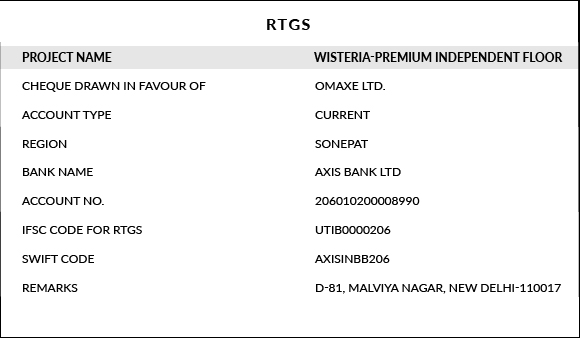 RTGS
PROJECT NAME WISTERIA-PREMIUM INDEPENDENT FLOOR
CHEQUE DRAWN IN FAVOUR OF OMAXE LTD.
ACCOUNT TYPE CURRENT
REGION SONEPAT
BANK NAME AXIS BANK LTD
ACCOUNT NO. 206010200008990
IFSC CODE FOR RTGS UTIB0000206
SWIFT CODE AXISINBB206
REMARKS D-81, MALVIYA NAGAR, NEW DELHI-110017